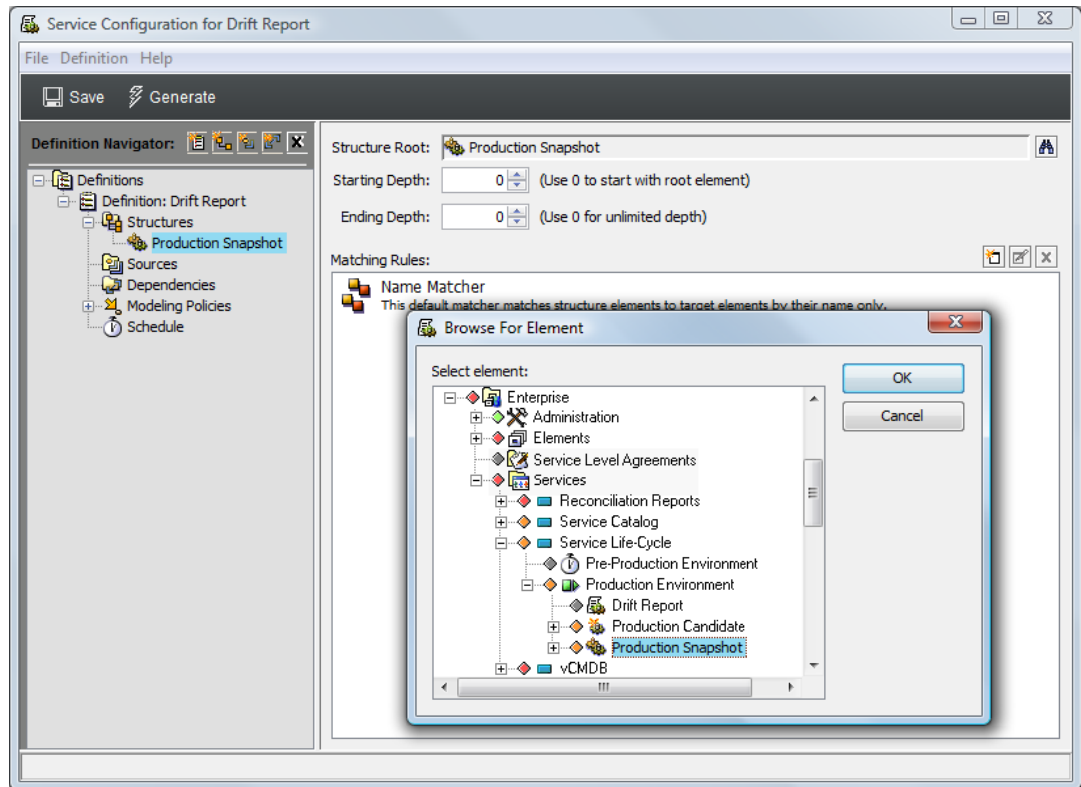 Service Configuration for Drift Report
File Definition Help
Save Generate
Definition Navigator:
Definitions
Definition: Drift Report
Structures
Production Snapshot
Sources
Dependencies
Modeling Policies
Schedule
Structure Root: Production Snapshot
Starting Depth: 0 (Use 0 to start with root element)
Ending Depth: 0 (Use 0 for unlimited depth)
Matching Rules:
Name Matcher
This default matcher matches structure elements to target elements by their name only.
Browse For Element
Select element:
Enterprise
Administration
Elements
Service Level Agreements
Services
Reconciliation Reports
Service Catalog
Service Life-Cycle
Pre-Production Environment
Production Environment
Drift Report
Production Candidate
Production Snapshot
vCMDB
OK
Cancel